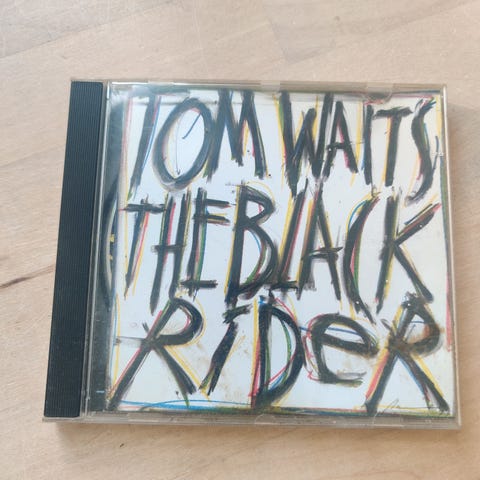 TOM WAITS
THE BLACK
RiDeR